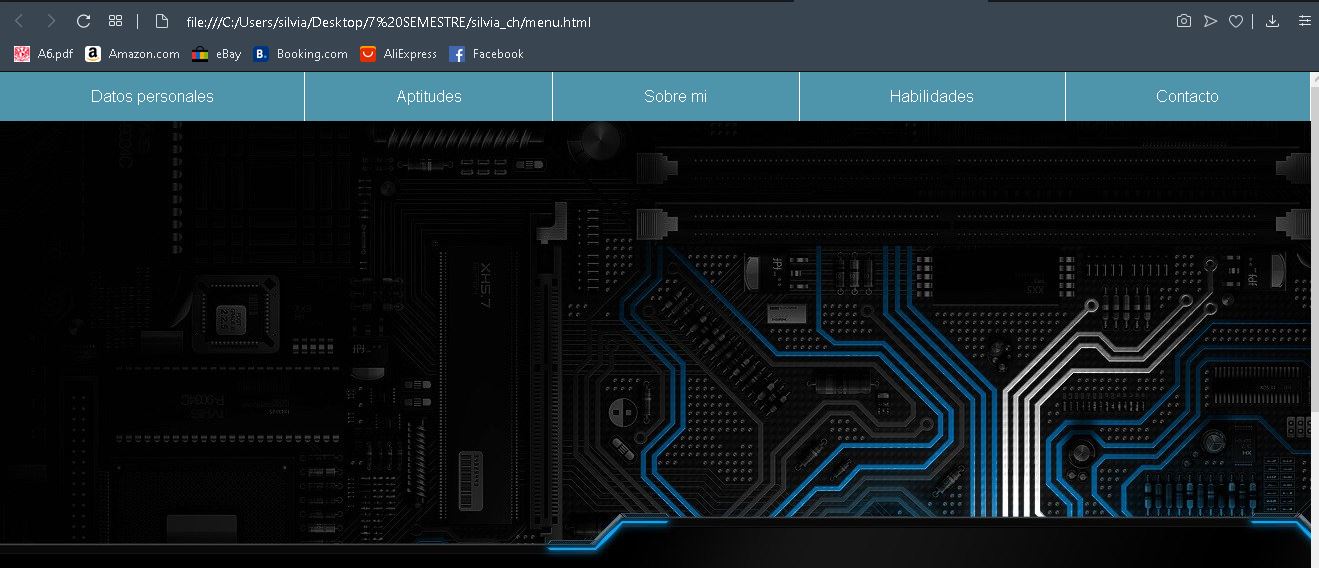 file:///C:/Users/silvia/Desktop/7%20SEMESTRE/silvia_ch/menu.html
A6.pdf a Amazon.com eBay B. Booking.com AliExpress f Facebook
Datos personales Aptitudes Sobre mi Habilidades Contacto
XH5i7